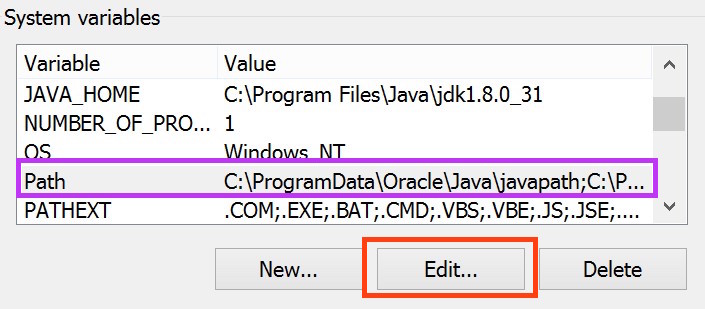 System variables
Variable Value
JAVA_HOME C:\Program Files\Java\jdk1.8.0_31
NUMBER_OF_PRO... 1
OS Windows_NT
Path C:\ProgramData\Oracle\Java\javapath;C:\P...
PATHEXT .COM;.EXE;.BAT;.CMD;.VBS;.VBE;.JS;.JSE;....
New... Edit... Delete